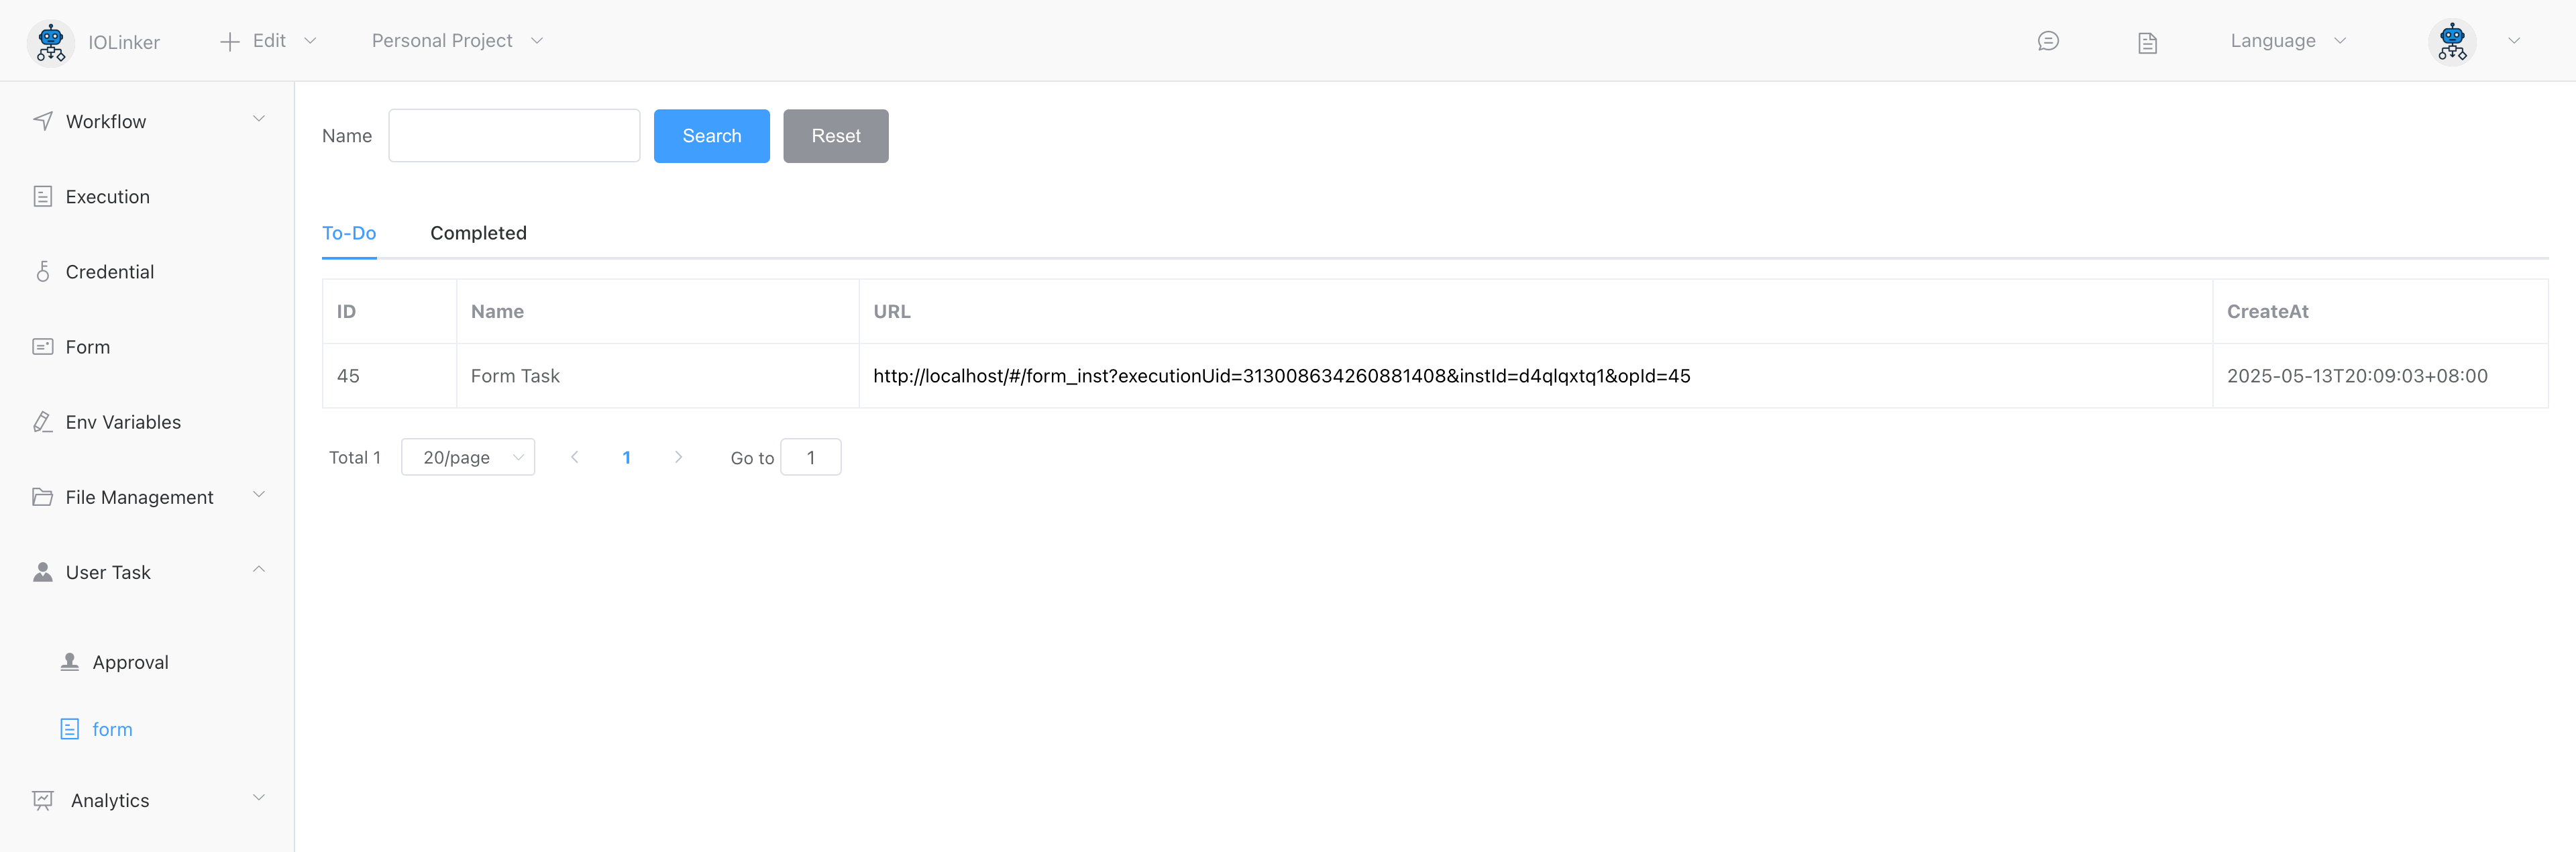 IOLinker
Edit
Personal Project
Language
Workflow
Execution
Credential
Form
Env Variables
File Management
User Task
Approval
form
Analytics
Name
Search
Reset
To-Do
Completed
ID Name URL CreateAt
45 Form Task http://localhost/#/form_inst?executionUid=313008634260881408&instId=d4qlqxtq1&opId=45 2025-05-13T20:09:03+08:00
Total 1 20/page 1 Go to 1